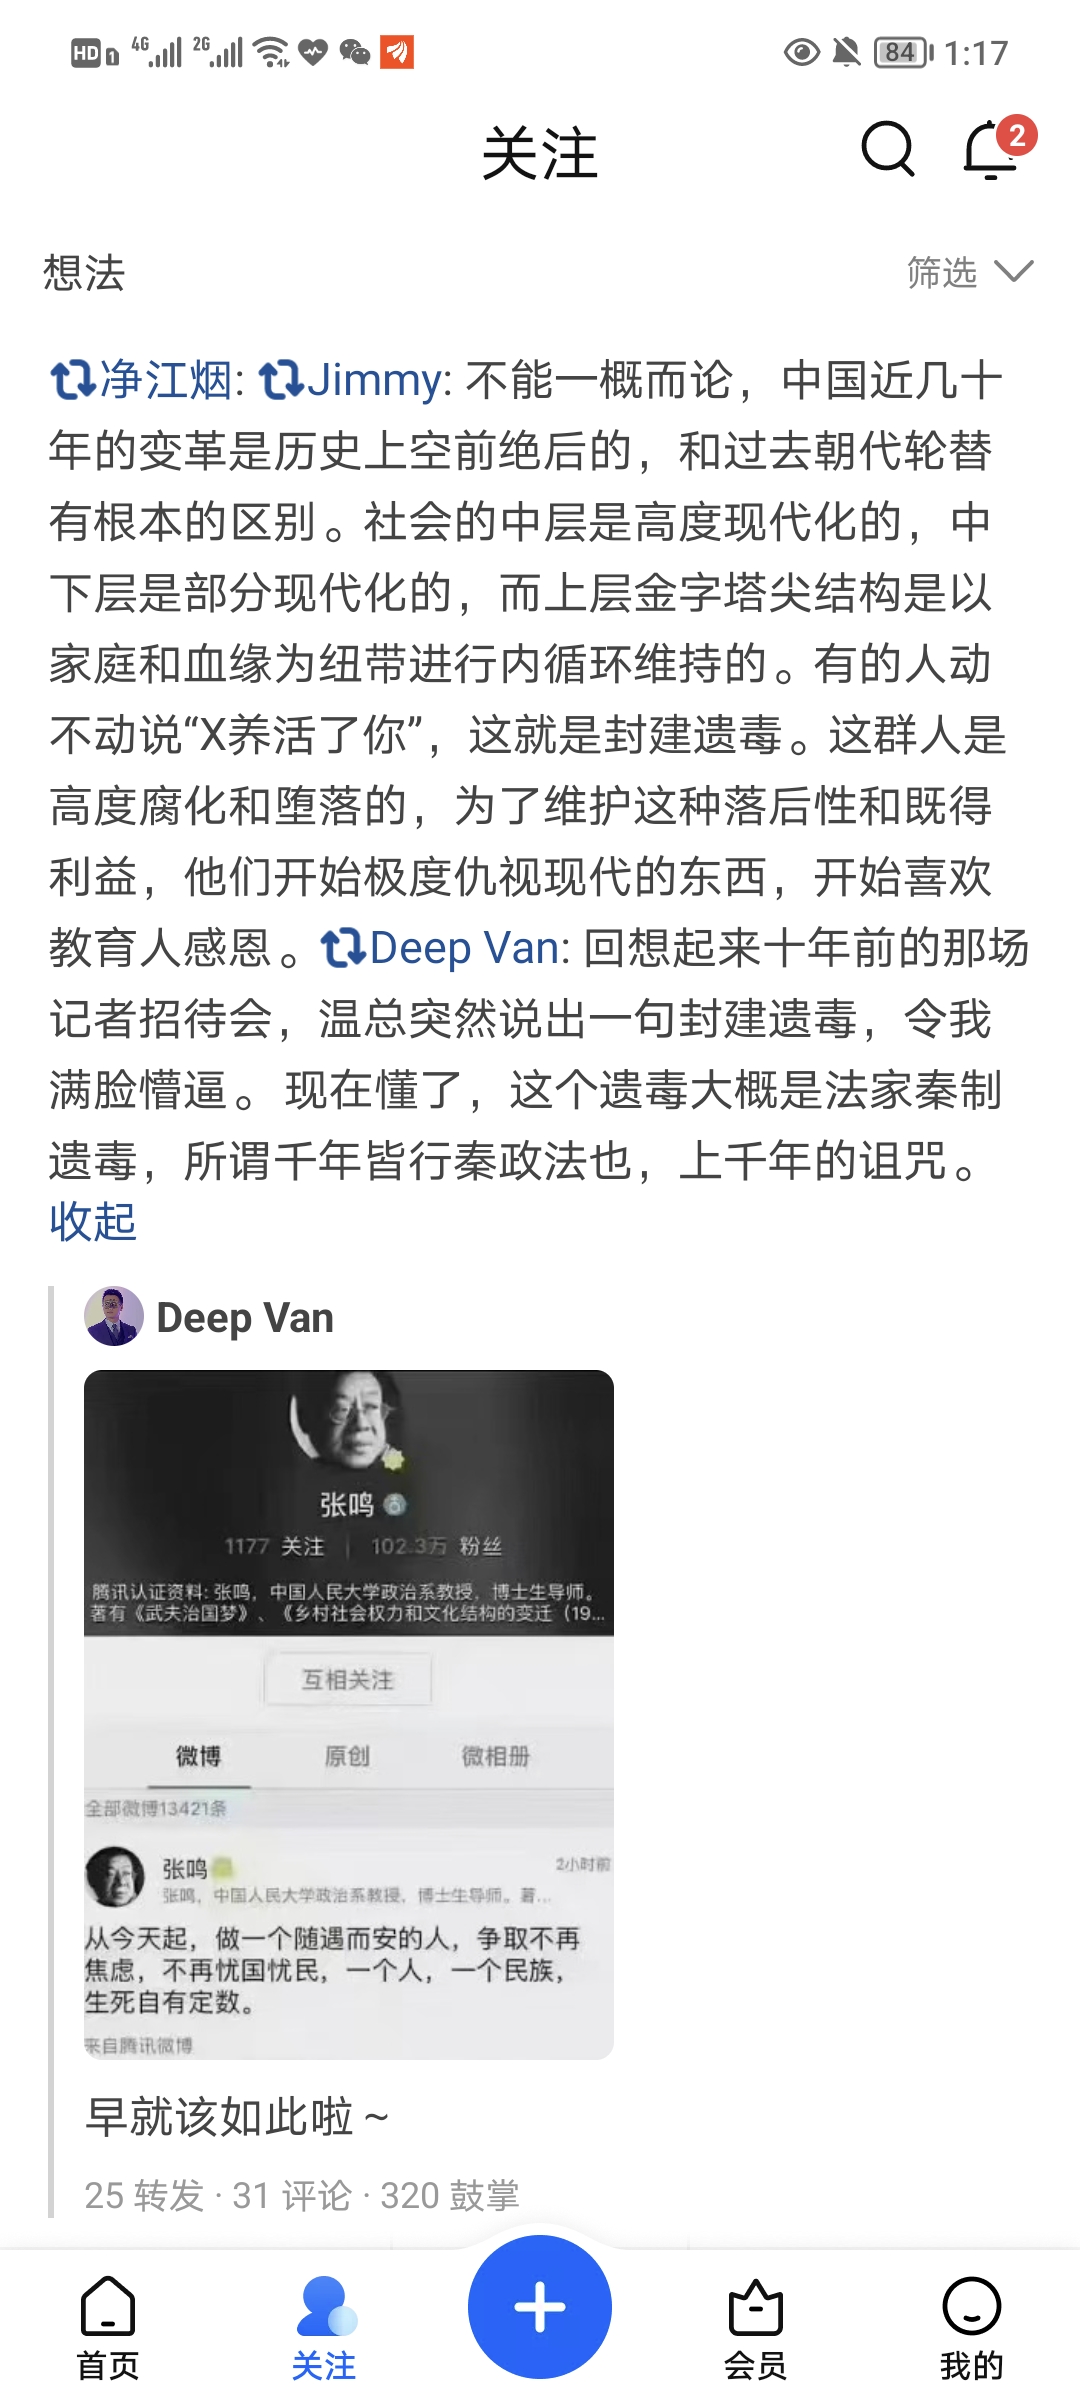 HD 1 4G 2G 84 1:17
关注
2
想法 筛选
净江烟: Jimmy: 不能一概而论，中国近几十
年的变革是历史上空前绝后的，和过去朝代轮替
有根本的区别。社会的中层是高度现代化的，中
下层是部分现代化的，而上层金字塔尖结构是以
家庭和血缘为纽带进行内循环维持的。有的人动
不动说“X养活了你”，这就是封建遗毒。这群人是
高度腐化和堕落的，为了维护这种落后性和既得
利益，他们开始极度仇视现代的东西，开始喜欢
教育人感恩。Deep Van: 回想起来十年前的那场
记者招待会，温总突然说出一句封建遗毒，令我
满脸懵逼。 现在懂了，这个遗毒大概是法家秦制
遗毒，所谓千年皆行秦政法也，上千年的诅咒。
收起
Deep Van
张鸣
1177 关注 | 102.3万 粉丝
腾讯认证资料: 张鸣，中国人民大学政治系教授，博士生导师。
著有《武夫治国梦》、《乡村社会权力和文化结构的变迁（19...
互相关注
微博 原创 微相册
全部微博13421条
张鸣 2小时前
张鸣，中国人民大学政治系教授，博士生导师。著...
从今天起，做一个随遇而安的人，争取不再
焦虑，不再忧国忧民，一个人，一个民族，
生死自有定数。
来自腾讯微博
早就该如此啦~
25 转发 · 31 评论 · 320 鼓掌
首页 关注 会员 我的